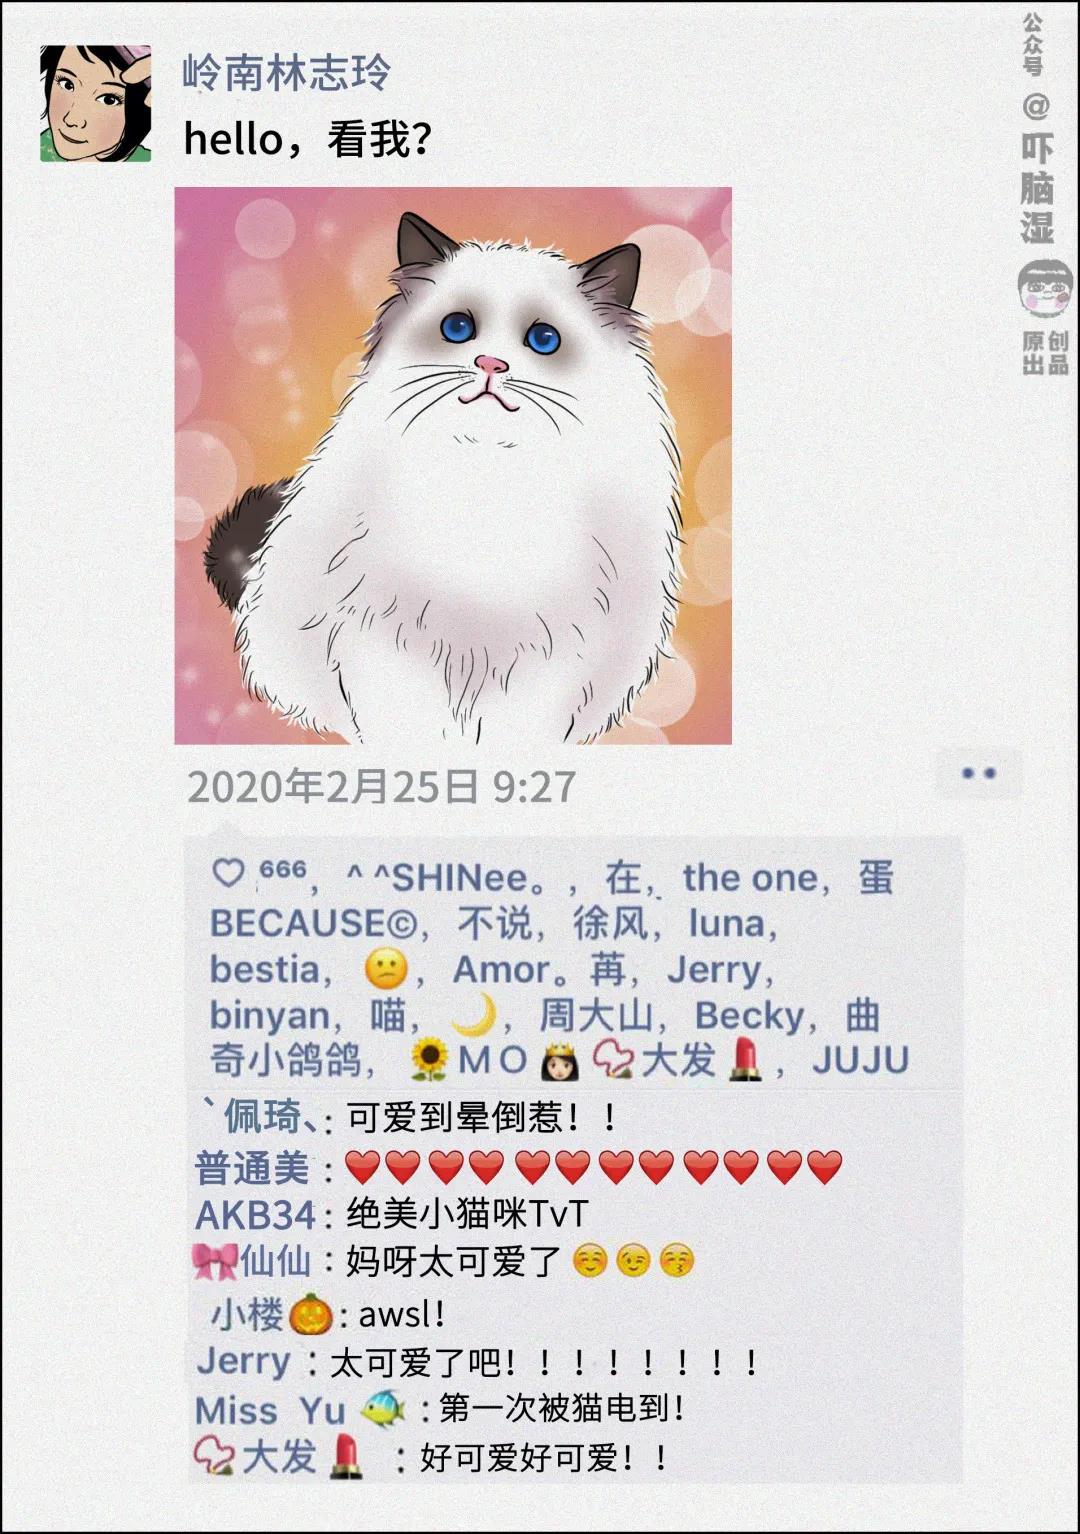 岭南林志玲
hello，看我？
公众号 @ 吓脑湿
原创出品
2020年2月25日 9:27
♡ 666，^ ^SHINee。，在，the one，蛋
BECAUSE©，不说，徐风，luna，
bestia，😕，Amor。苒，Jerry，
binyan，喵，🌙，周大山，Becky，曲
奇小鸽鸽，🌻M O👸📿大发💄，JUJU
`佩琦、：可爱到晕倒惹！！
普通美：❤️❤️❤️❤️❤️❤️❤️❤️❤️❤️❤️❤️
AKB34：绝美小猫咪TvT
🎀仙仙：妈呀太可爱了☺️😉😚
小楼🎃：awsl！
Jerry：太可爱了吧！！！！！！！！
Miss Yu 🐠：第一次被猫电到！
📿大发💄：好可爱好可爱！！